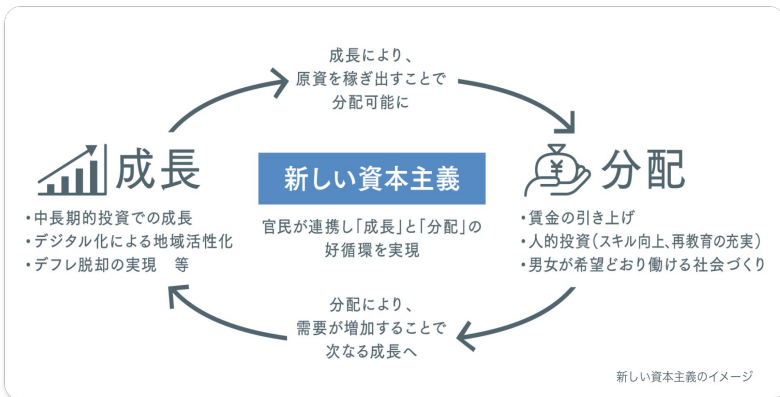 成長により、
原資を稼ぎ出すことで
分配可能に
成長
・中長期的投資での成長
・デジタル化による地域活性化
・デフレ脱却の実現　等
新しい資本主義
官民が連携し「成長」と「分配」の
好循環を実現
¥
分配
・賃金の引き上げ
・人的投資（スキル向上、再教育の充実）
・男女が希望どおり働ける社会づくり
分配により、
需要が増加することで
次なる成長へ
新しい資本主義のイメージ